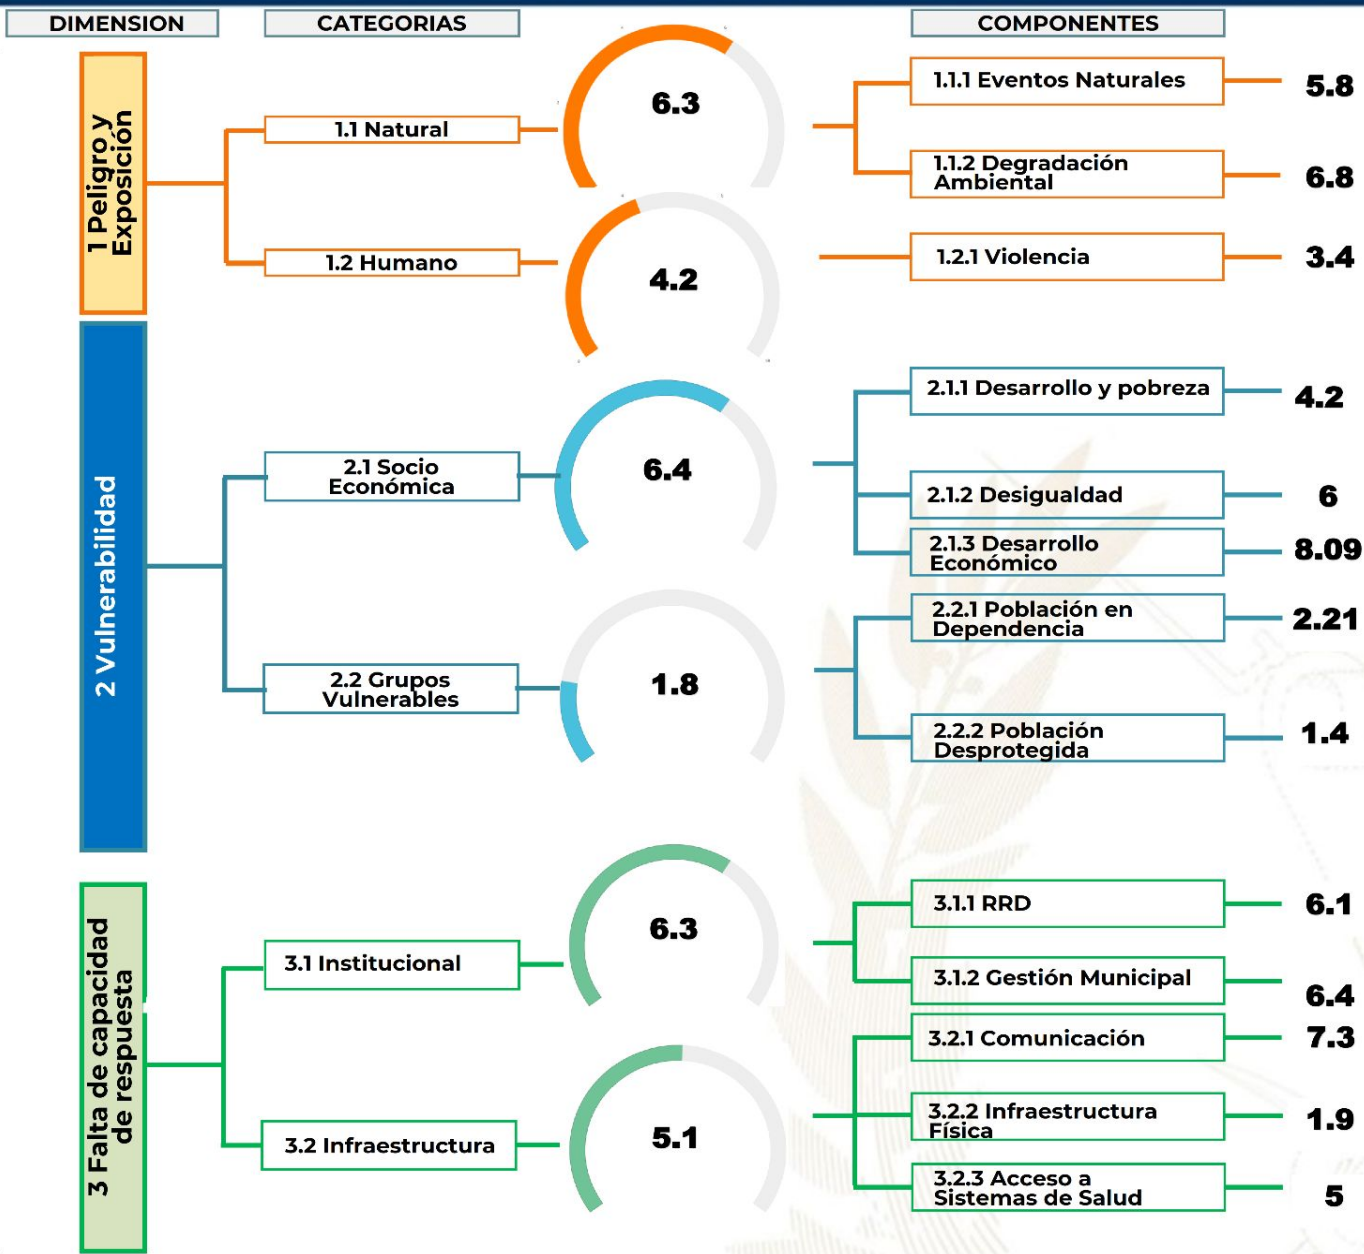 DIMENSION
CATEGORIAS
COMPONENTES
1 Peligro y
Exposición
1.1 Natural
6.3
1.1.1 Eventos Naturales
5.8
1.1.2 Degradación
Ambiental
6.8
1.2 Humano
4.2
1.2.1 Violencia
3.4
2 Vulnerabilidad
2.1 Socio
Económica
6.4
2.1.1 Desarrollo y pobreza
4.2
2.1.2 Desigualdad
6
2.1.3 Desarrollo
Económico
8.09
2.2 Grupos
Vulnerables
1.8
2.2.1 Población en
Dependencia
2.21
2.2.2 Población
Desprotegida
1.4
3 Falta de capacidad
de respuesta
3.1 Institucional
6.3
3.1.1 RRD
6.1
3.1.2 Gestión Municipal
6.4
3.2 Infraestructura
5.1
3.2.1 Comunicación
7.3
3.2.2 Infraestructura
Física
1.9
3.2.3 Acceso a
Sistemas de Salud
5